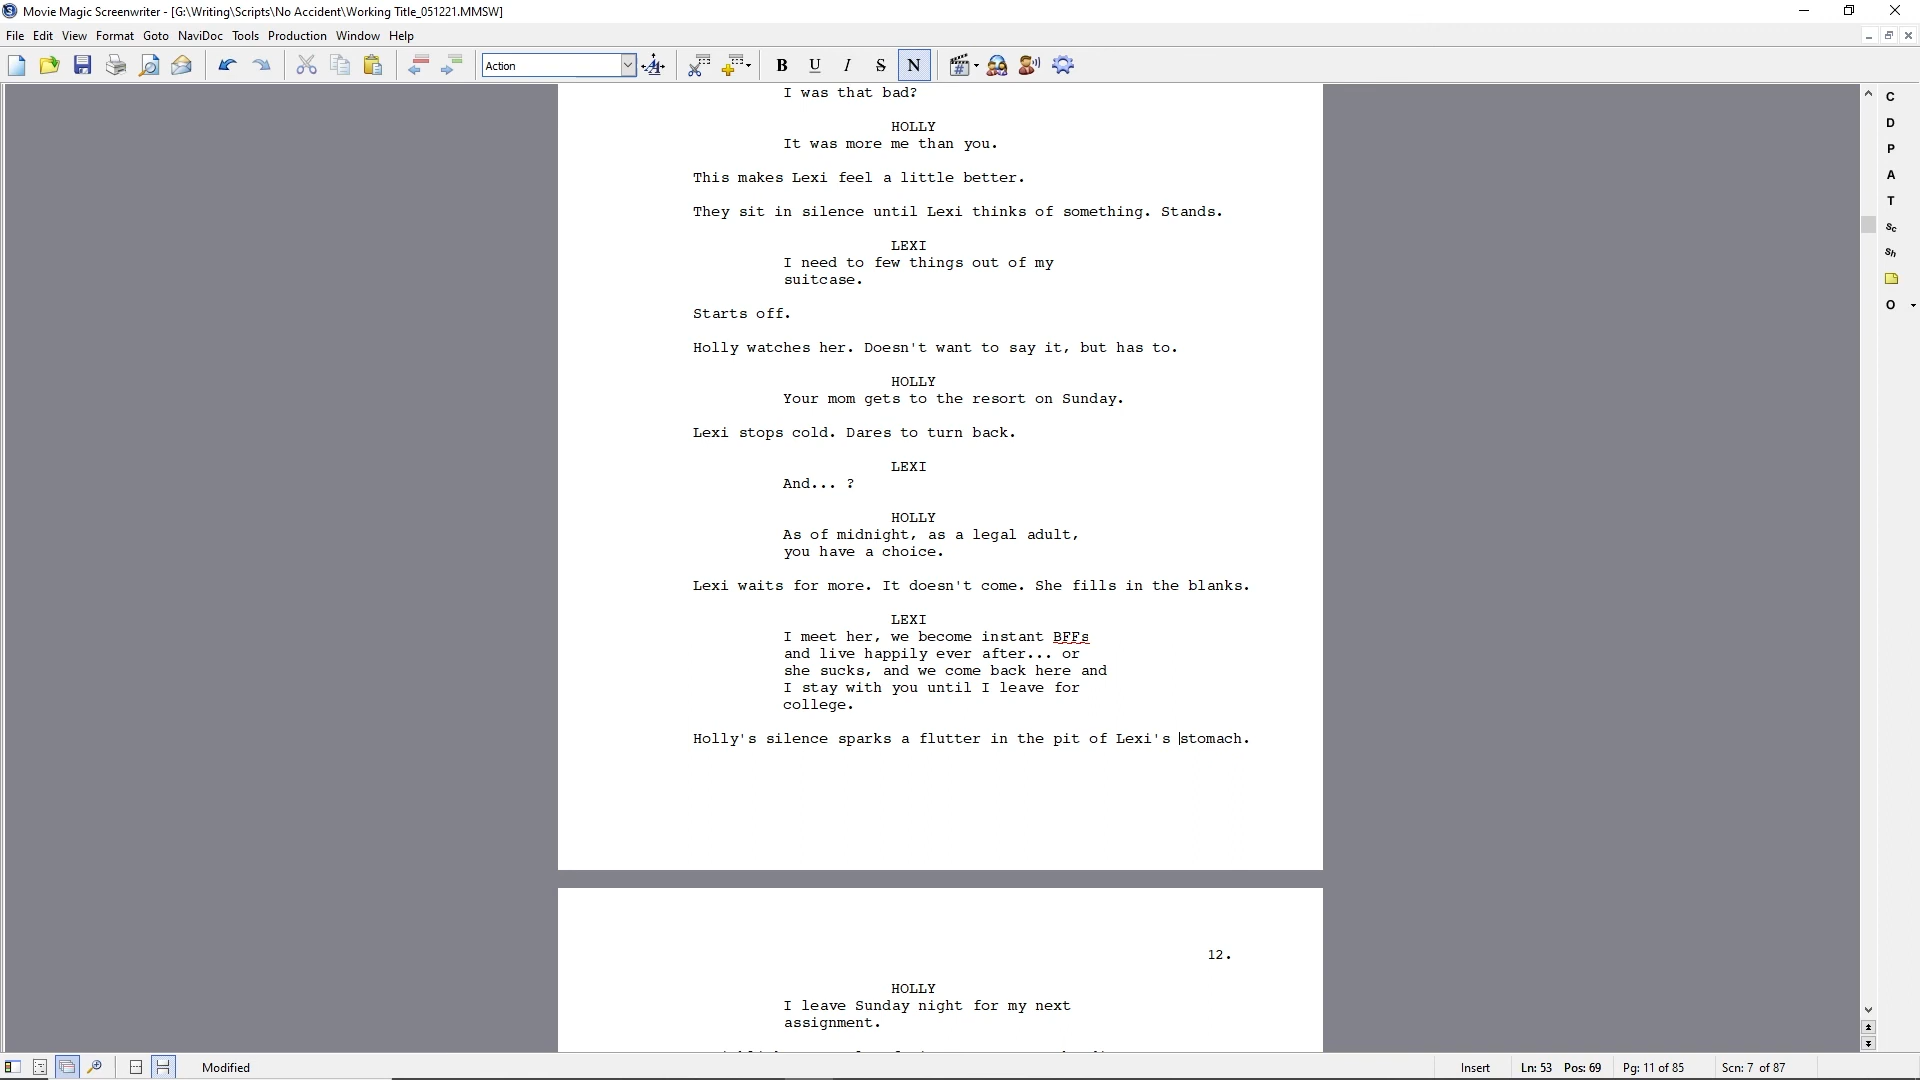 Movie Magic Screenwriter - [G:\Writing\Scripts\No Accident\Working Title_051221.MMSW]
File Edit View Format Goto NaviDoc Tools Production Window Help
Action B U I S N
I was that bad?
HOLLY
It was more me than you.
This makes Lexi feel a little better.
They sit in silence until Lexi thinks of something. Stands.
LEXI
I need to few things out of my
suitcase.
Starts off.
Holly watches her. Doesn't want to say it, but has to.
HOLLY
Your mom gets to the resort on Sunday.
Lexi stops cold. Dares to turn back.
LEXI
And... ?
HOLLY
As of midnight, as a legal adult,
you have a choice.
Lexi waits for more. It doesn't come. She fills in the blanks.
LEXI
I meet her, we become instant BFFs
and live happily ever after... or
she sucks, and we come back here and
I stay with you until I leave for
college.
Holly's silence sparks a flutter in the pit of Lexi's stomach.
12.
HOLLY
I leave Sunday night for my next
assignment.
C
D
P
A
T
Sc
Sh
O
Modified Insert Ln: 53 Pos: 69 Pg: 11 of 85 Scn: 7 of 87